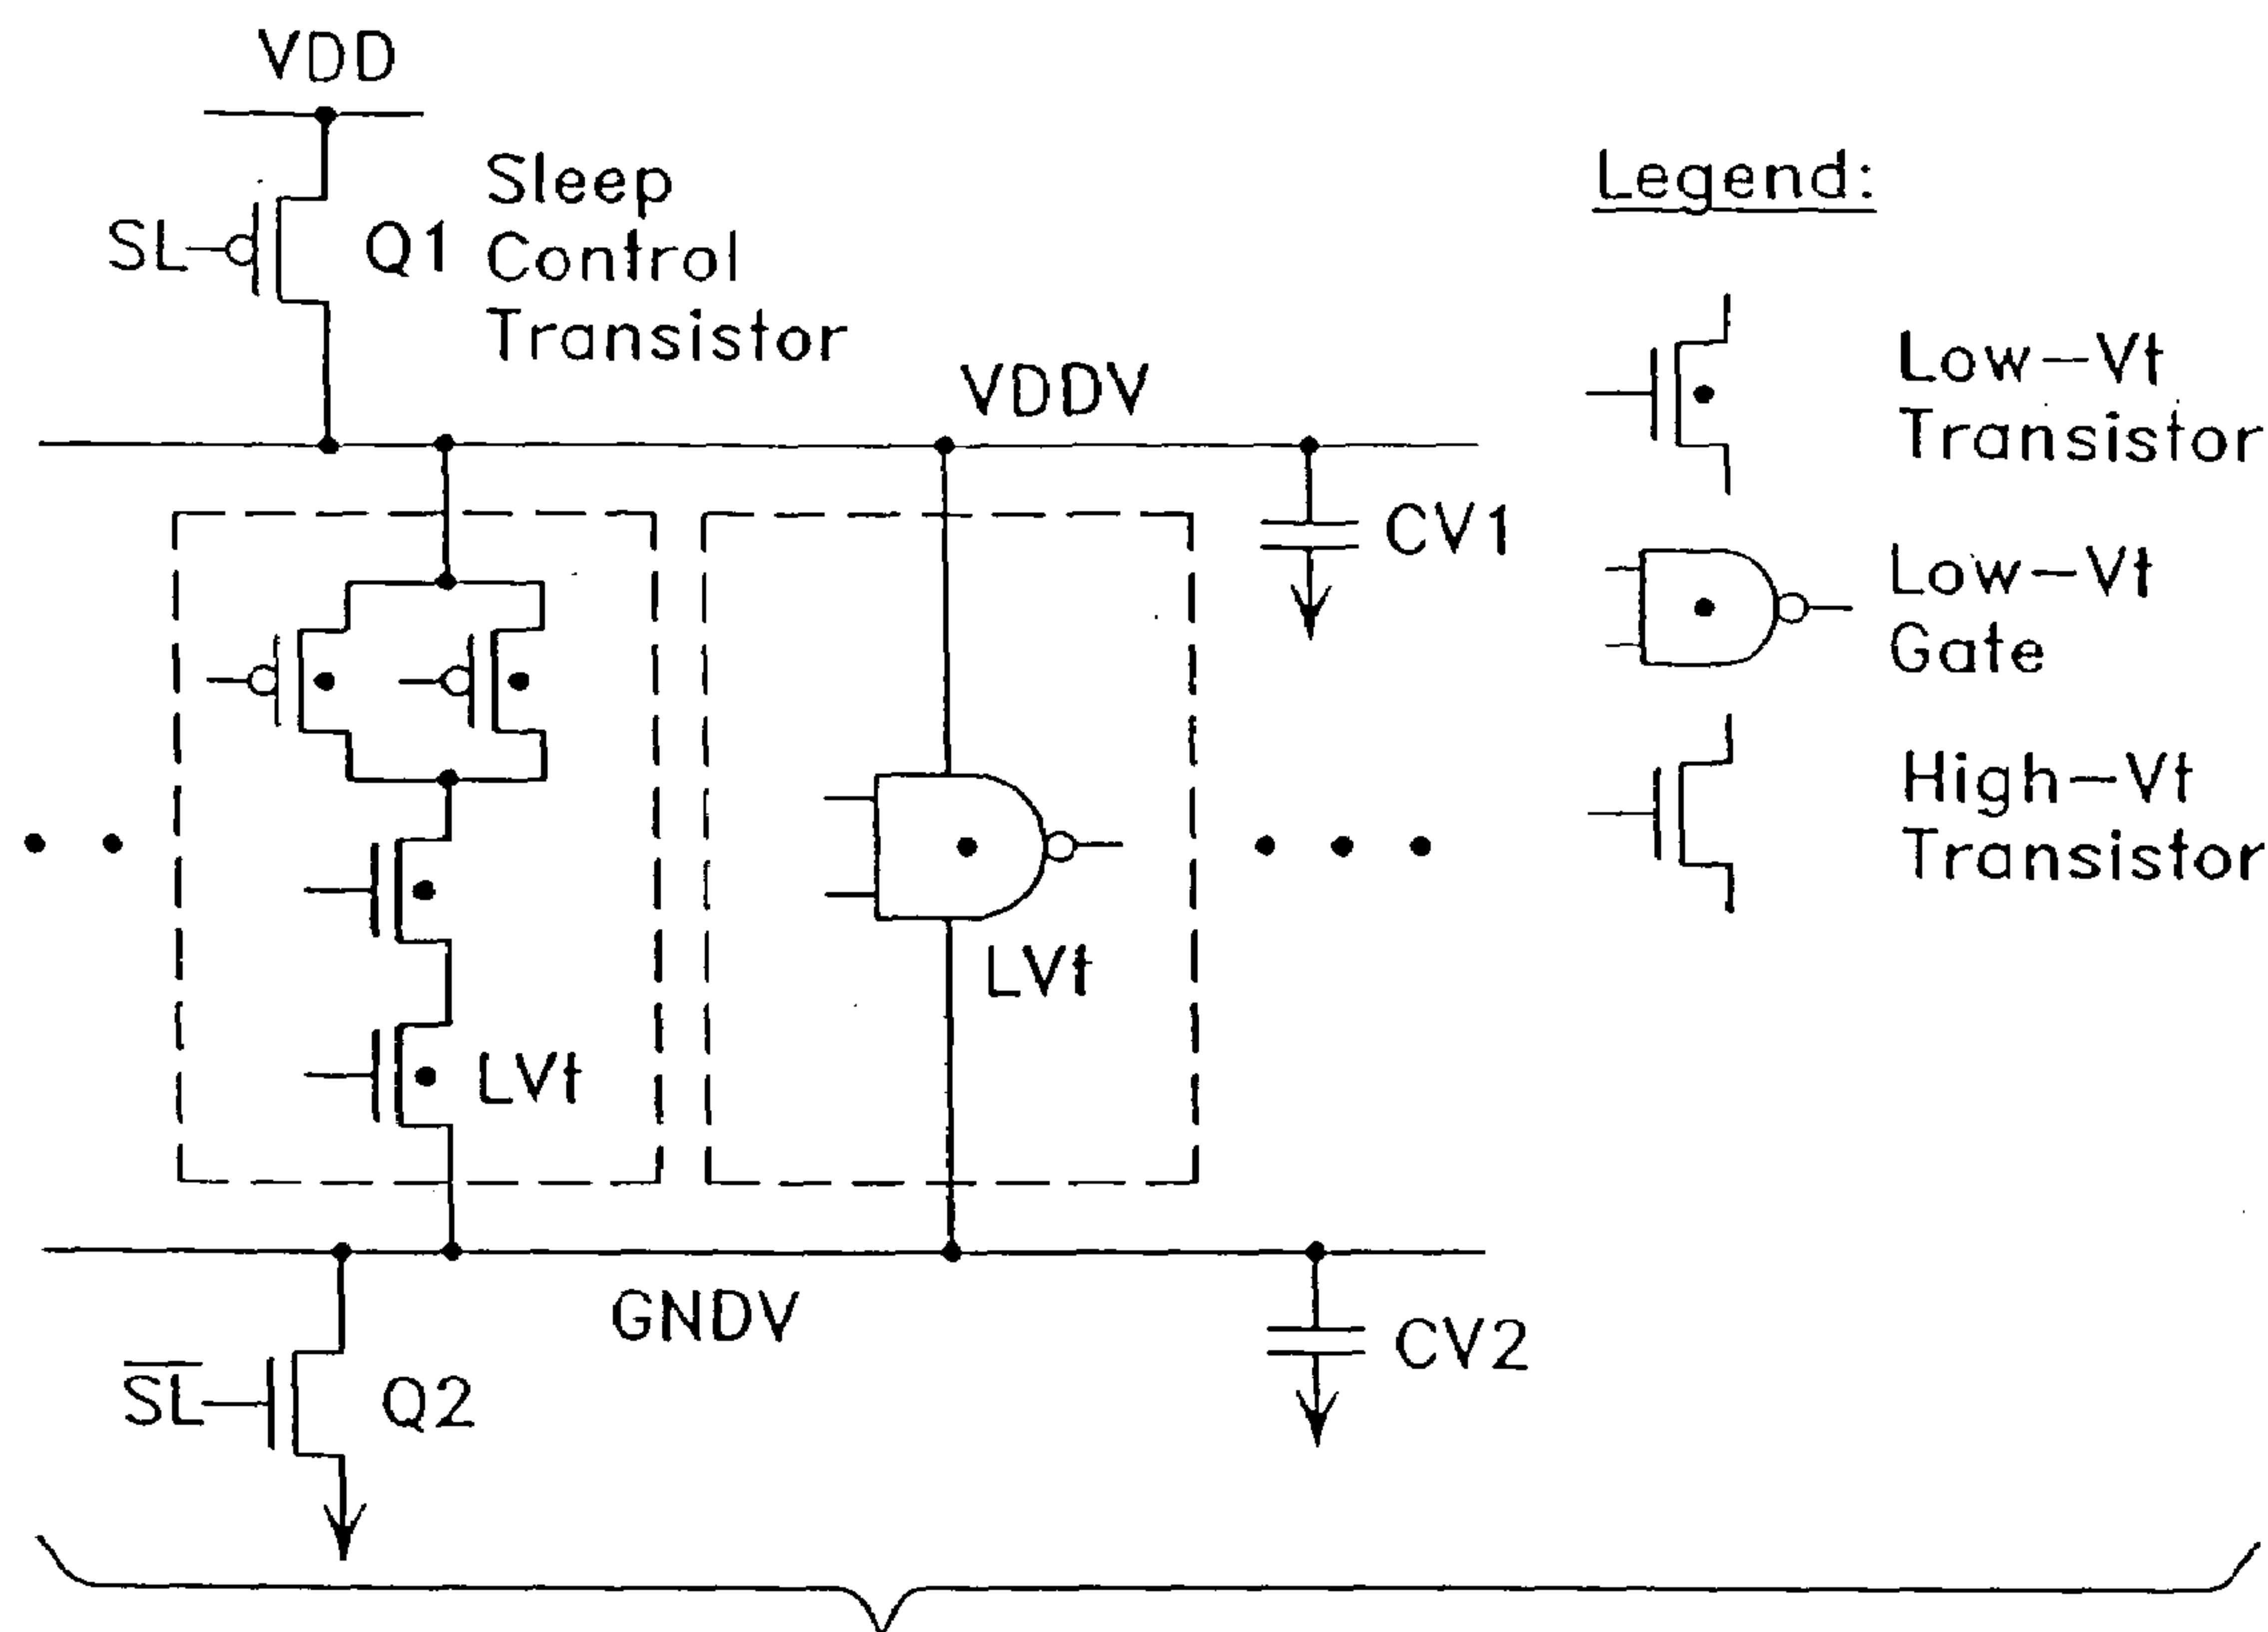 VDD
SL
Q1
Sleep
Control
Transistor
VDDV
CV1
LVt
LVt
GNDV
CV2
S̅L̅
Q2
Legend:
Low-Vt
Transistor
Low-Vt
Gate
High-Vt
Transistor